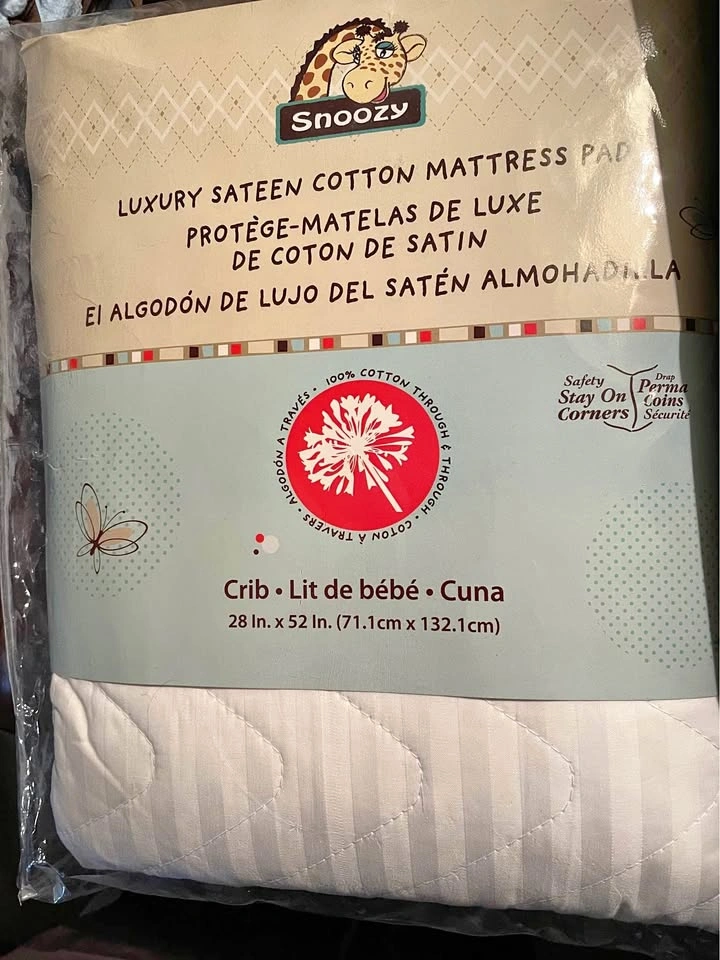 Snoozy
LUXURY SATEEN COTTON MATTRESS PAD
PROTÈGE-MATELAS DE LUXE
DE COTON DE SATIN
El ALGODÓN DE LUJO DEL SATÉN ALMOHADILLA
100% COTTON THROUGH & THROUGH • COTON À TRAVERS • ALGODÓN A TRAVÉS •
Safety
Stay On
Corners
Drap
Perma
Coins
Sécurité
Crib • Lit de bébé • Cuna
28 In. x 52 In. (71.1cm x 132.1cm)